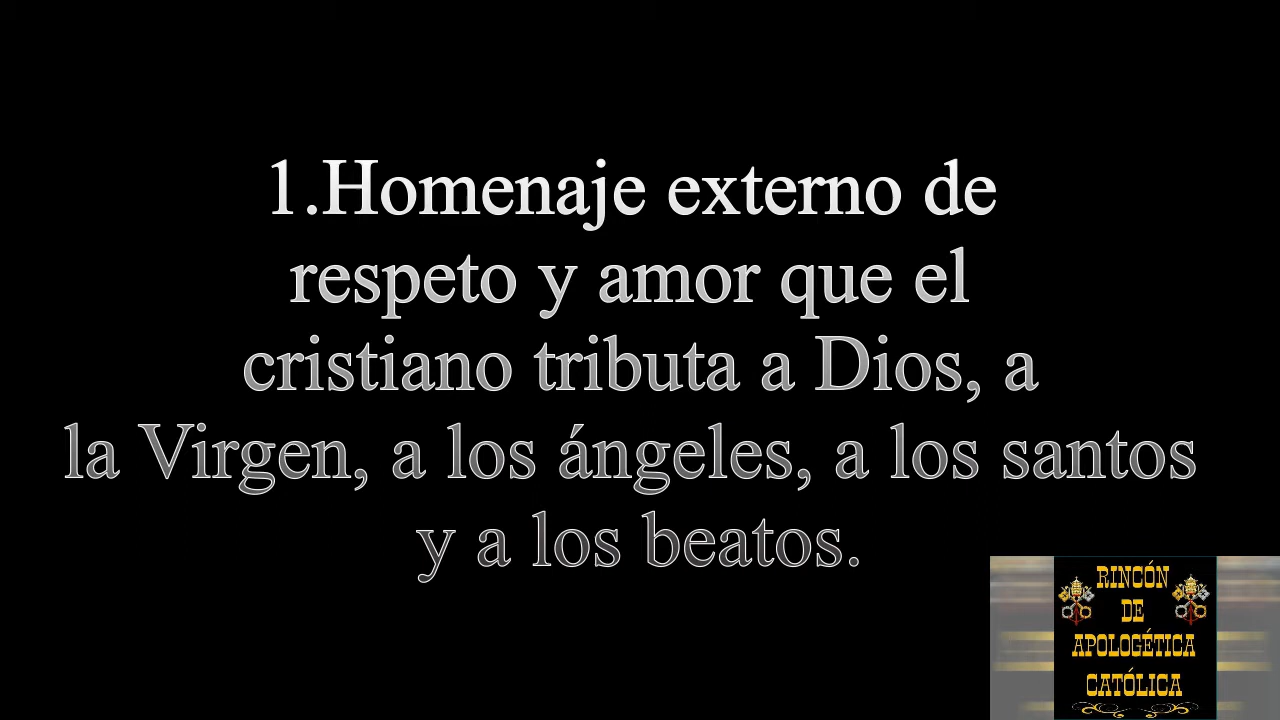 1.Homenaje externo de
respeto y amor que el
cristiano tributa a Dios, a
la Virgen, a los ángeles, a los santos
y a los beatos.
RINCÓN
DE
APOLOGÉTICA
CATÓLICA